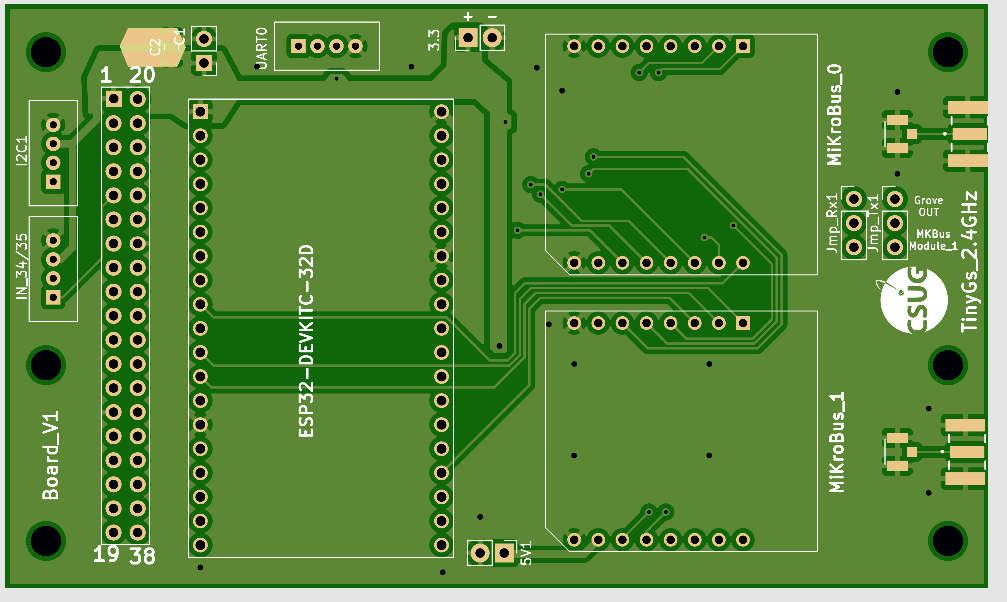 C2
C1
UART0
3.3
+ −
1 20
I2C1
IN_34/35
ESP32-DEVKITC-32D
Board_V1
19 38
5V1
MiKroBus_0
MiKroBus_1
Jmp_Rx1
Jmp_Tx1
Grove
OUT
MKBus
Module_1
CSUG
TinyGs_2.4GHz